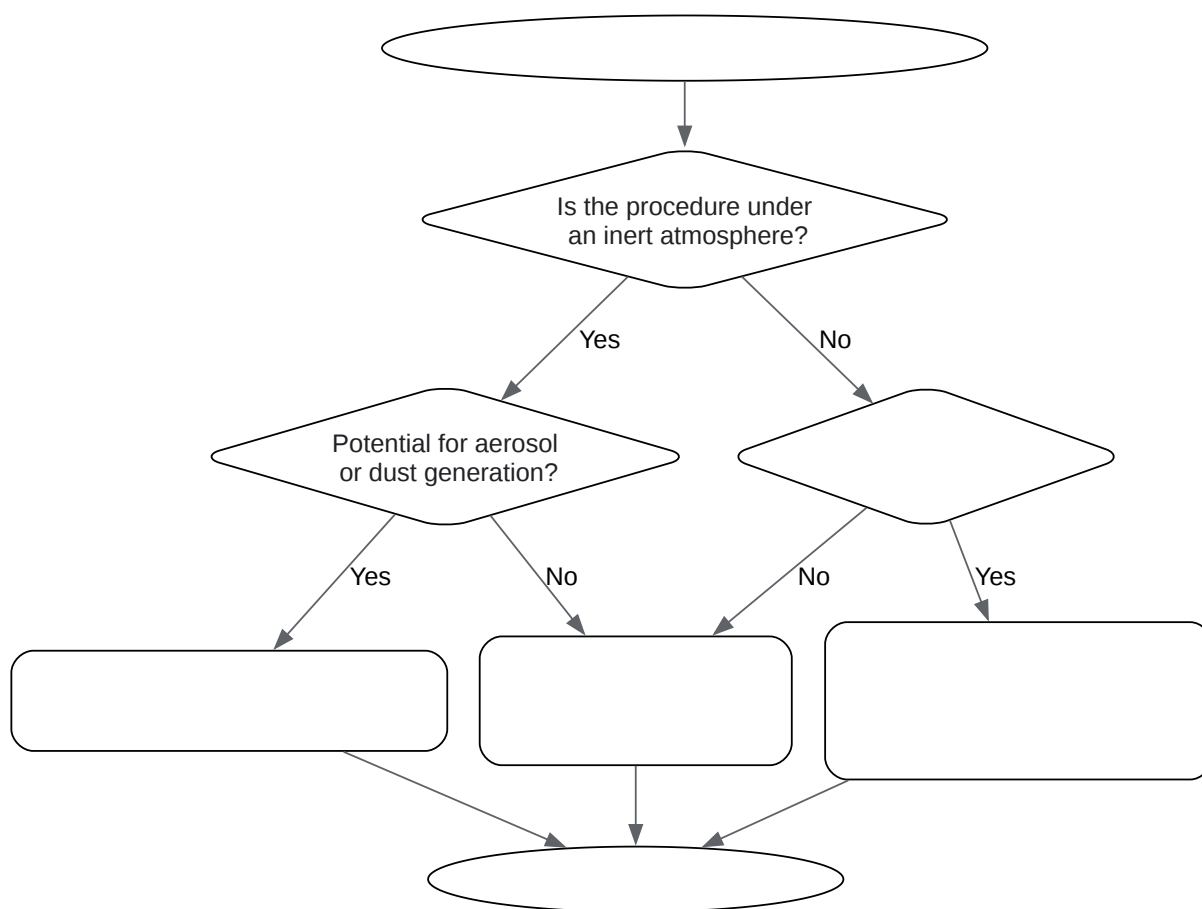 Is the procedure under
an inert atmosphere?
Yes
No
Potential for aerosol
or dust generation?
Yes
No
No
Yes